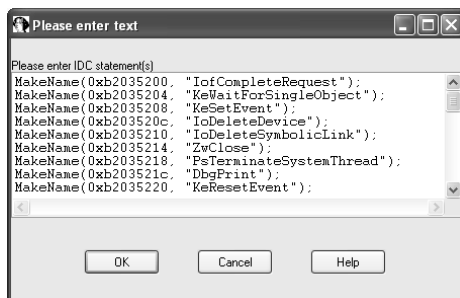 Please enter text
Please enter IDC statement(s)
MakeName(0xb2035200, "IofCompleteRequest");
MakeName(0xb2035204, "KeWaitForSingleObject");
MakeName(0xb2035208, "KeSetEvent");
MakeName(0xb203520c, "IoDeleteDevice");
MakeName(0xb2035210, "IoDeleteSymbolicLink");
MakeName(0xb2035214, "ZwClose");
MakeName(0xb2035218, "PsTerminateSystemThread");
MakeName(0xb203521c, "DbgPrint");
MakeName(0xb2035220, "KeResetEvent");
OK Cancel Help